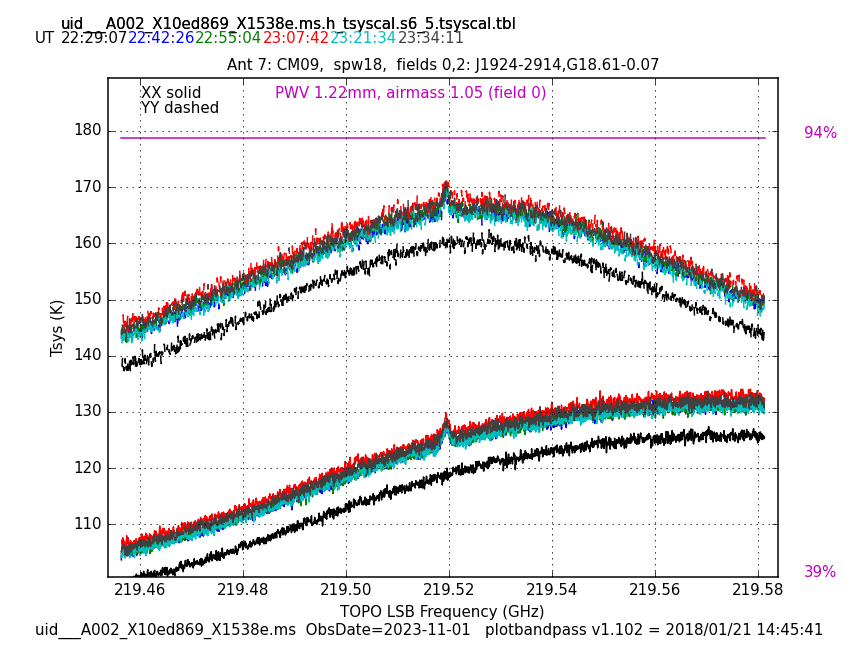 uid___A002_X10ed869_X1538e.ms.h_tsyscal.s6_5.tsyscal.tbl
UT 22:29:07 22:42:26 22:55:04 23:07:42 23:21:34 23:34:11
Ant 7: CM09,  spw18,  fields 0,2: J1924-2914,G18.61-0.07
XX solid
YY dashed
PWV 1.22mm, airmass 1.05 (field 0)
94%
39%
Tsys (K)
180
170
160
150
140
130
120
110
219.46 219.48 219.50 219.52 219.54 219.56 219.58
TOPO LSB Frequency (GHz)
uid___A002_X10ed869_X1538e.ms  ObsDate=2023-11-01   plotbandpass v1.102 = 2018/01/21 14:45:41